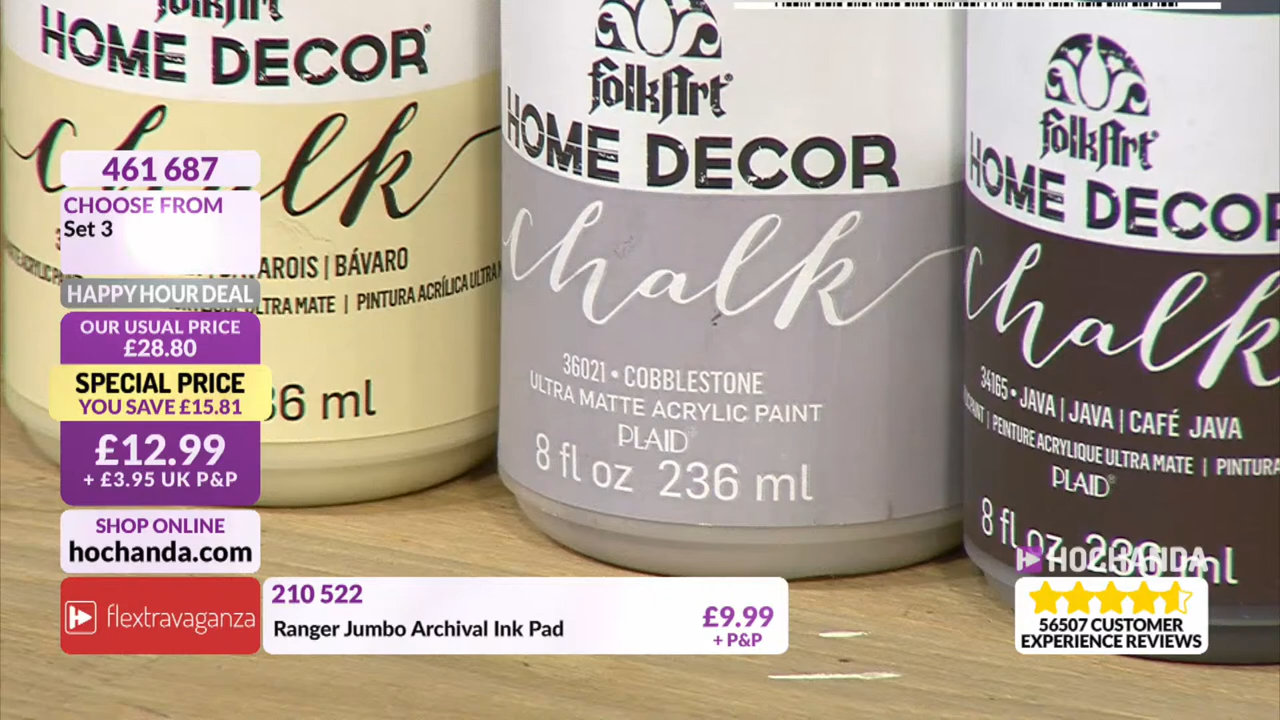 folkArt
HOME DECOR
chalk
BAVAROIS | BÁVARO
ULTRA MATE | PINTURA ACRÍLICA ULTRA
36 ml
folkArt
HOME DECOR
chalk
36021 • COBBLESTONE
ULTRA MATTE ACRYLIC PAINT
PLAID
8 fl oz 236 ml
folkArt
HOME DECOR
chalk
34165 • JAVA | JAVA | CAFÉ JAVA
PEINTURE ACRYLIQUE ULTRA MATE | PINTURA
PLAID
8 fl oz 236 ml
461 687
CHOOSE FROM
Set 3
HAPPY HOUR DEAL
OUR USUAL PRICE
£28.80
SPECIAL PRICE
YOU SAVE £15.81
£12.99
+ £3.95 UK P&P
SHOP ONLINE
hochanda.com
flextravaganza
210 522
Ranger Jumbo Archival Ink Pad
£9.99
+ P&P
HOCHANDA
56507 CUSTOMER
EXPERIENCE REVIEWS